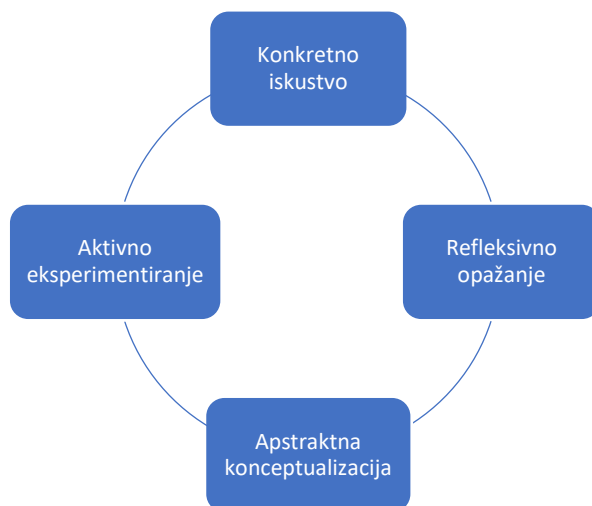 Konkretno
iskustvo
Aktivno
eksperimentiranje
Refleksivno
opažanje
Apstraktna
konceptualizacija